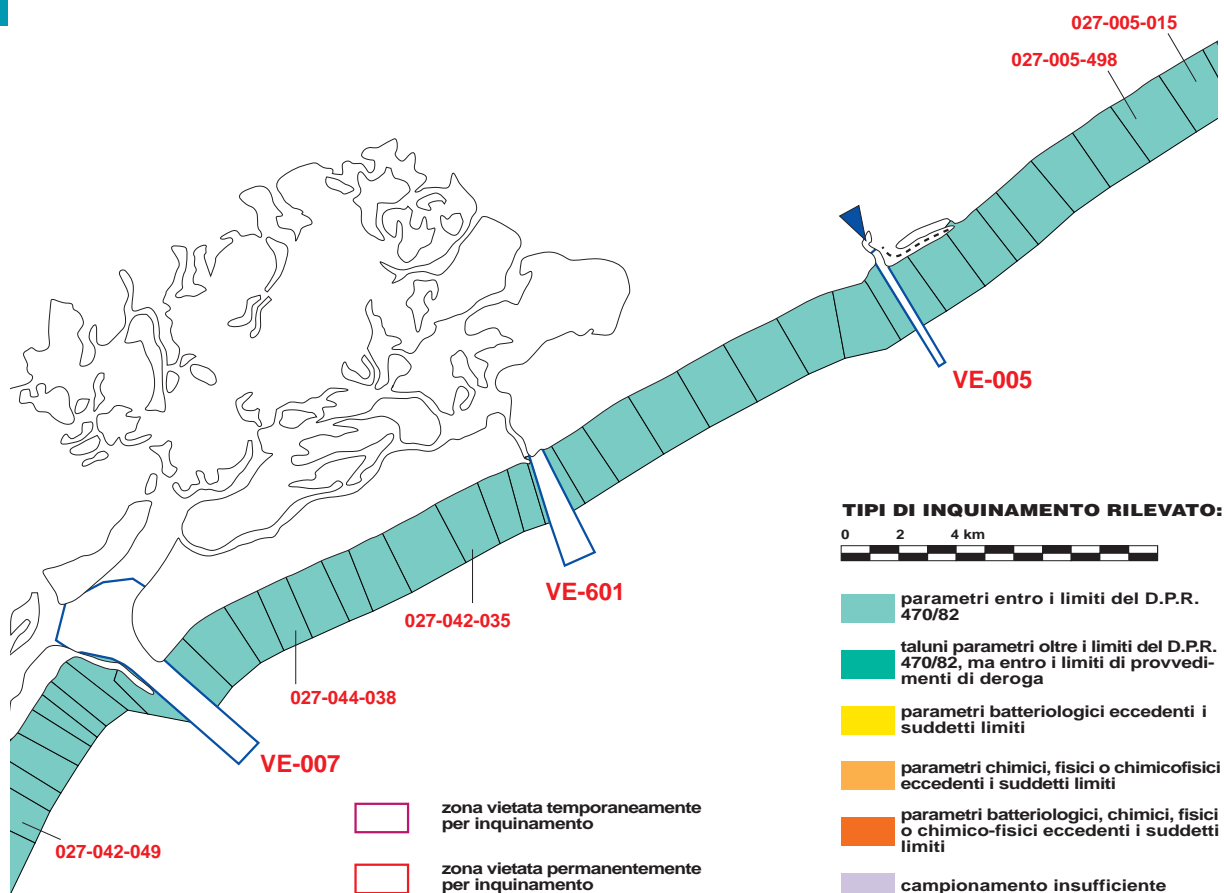 027-005-015
027-005-498
VE-005
VE-601
027-042-035
027-044-038
VE-007
027-042-049
zona vietata temporaneamente
per inquinamento
zona vietata permanentemente
per inquinamento
TIPI DI INQUINAMENTO RILEVATO:
0 2 4 km
parametri entro i limiti del D.P.R.
470/82
taluni parametri oltre i limiti del D.P.R.
470/82, ma entro i limiti di provvedi-
menti di deroga
parametri batteriologici eccedenti i
suddetti limiti
parametri chimici, fisici o chimicofisici
eccedenti i suddetti limiti
parametri batteriologici, chimici, fisici
o chimico-fisici eccedenti i suddetti
limiti
campionamento insufficiente